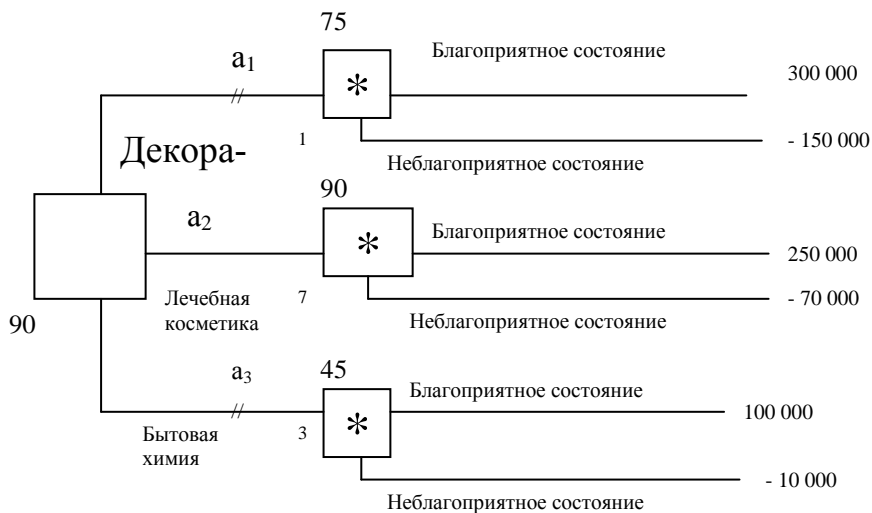 75
a1
Благоприятное состояние
300 000
*
1
- 150 000
Декора-
Неблагоприятное состояние
90
a2
Благоприятное состояние
*
250 000
Лечебная
косметика
7
- 70 000
Неблагоприятное состояние
90
45
a3
Благоприятное состояние
100 000
*
Бытовая
химия
3
- 10 000
Неблагоприятное состояние